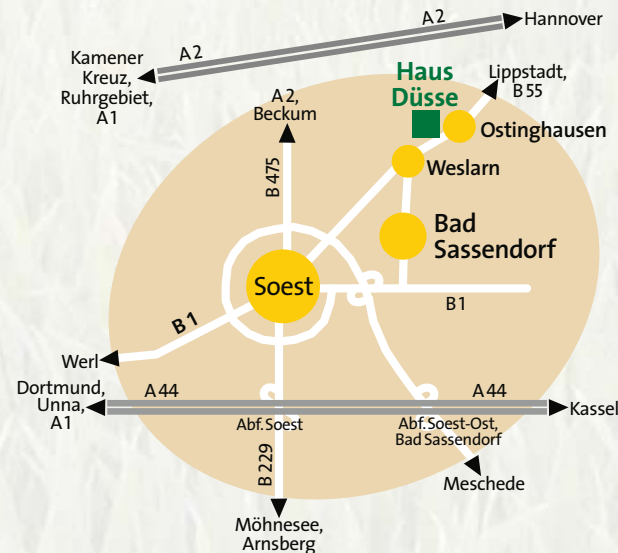 A 2
Hannover
A 2
Kamener
Kreuz,
Ruhrgebiet,
A 1
Haus
Düsse
Lippstadt,
B 55
A 2,
Beckum
Ostinghausen
B 475
Weslarn
Bad
Sassendorf
Soest
B 1
B 1
Werl
Dortmund,
Unna,
A 1
A 44
A 44
Kassel
Abf. Soest
Abf. Soest-Ost,
Bad Sassendorf
B 229
Meschede
Möhnesee,
Arnsberg